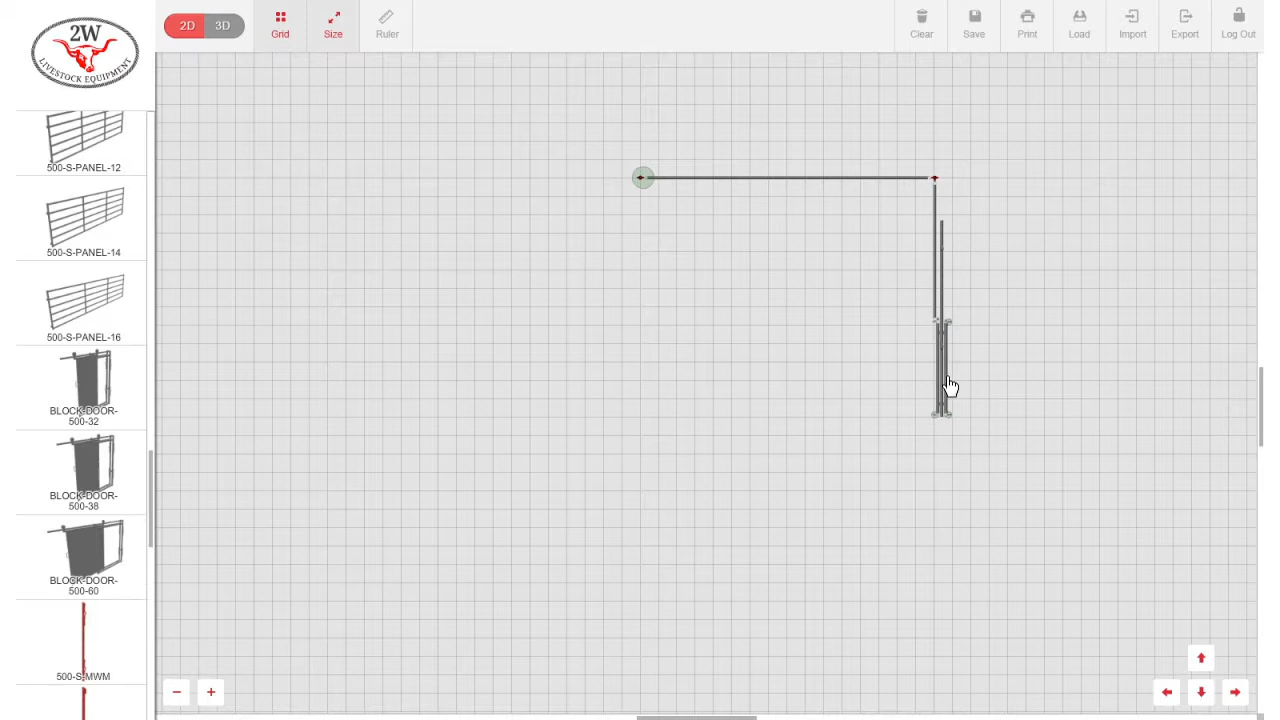 2W
LIVESTOCK EQUIPMENT
2D 3D
Grid
Size
Ruler
Clear
Save
Print
Load
Import
Export
Log Out
500-S-PANEL-12
500-S-PANEL-14
500-S-PANEL-16
BLOCK-DOOR-
500-32
BLOCK-DOOR-
500-38
BLOCK-DOOR-
500-60
500-S-MWM